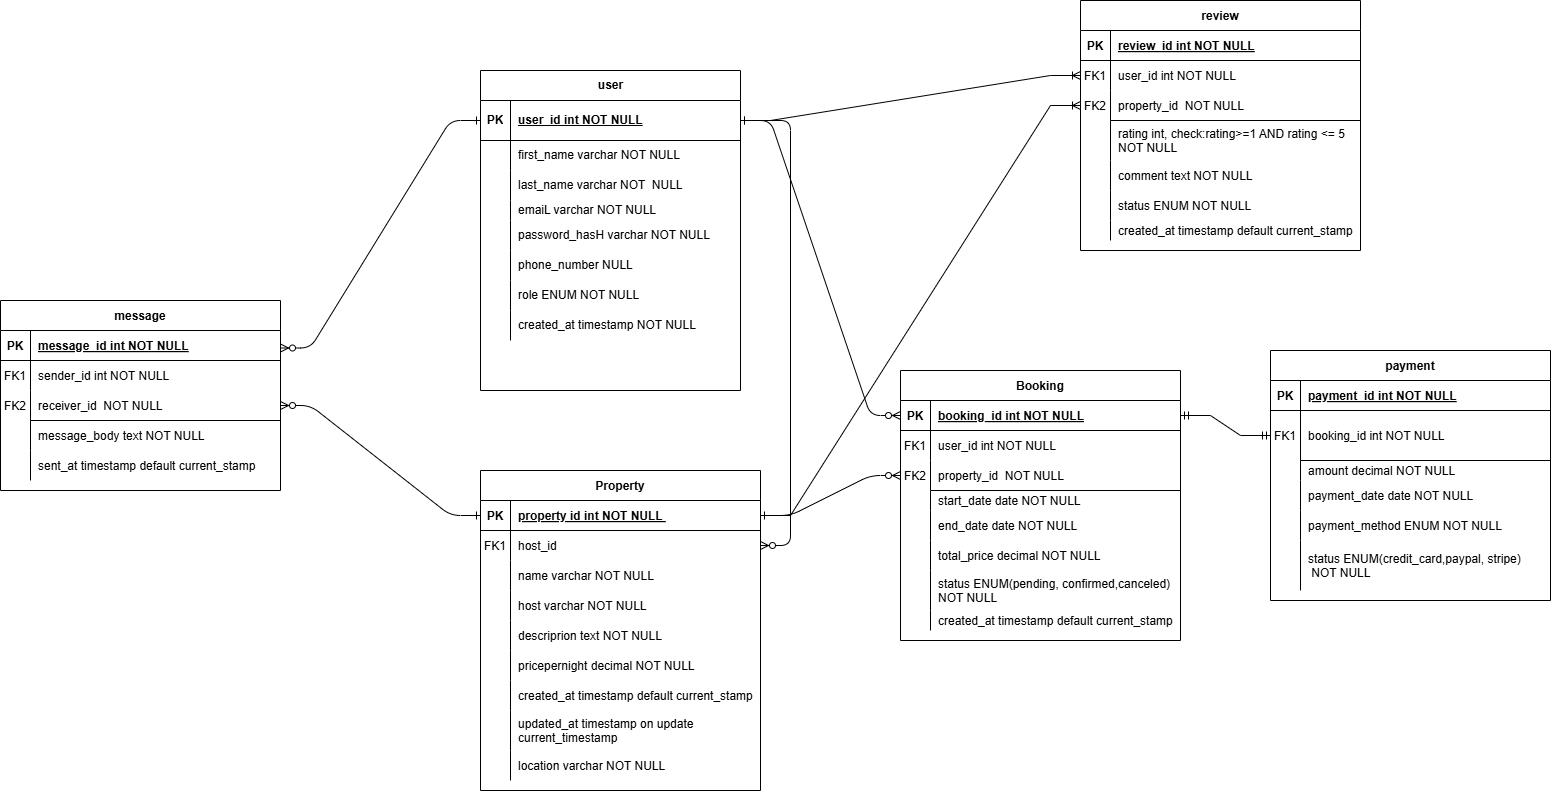 review
PK
review_id int NOT NULL
FK1
user_id int NOT NULL
FK2
property_id  NOT NULL
rating int, check:rating>=1 AND rating <= 5
NOT NULL
comment text NOT NULL
status ENUM NOT NULL
created_at timestamp default current_stamp
user
PK
user_id int NOT NULL
first_name varchar NOT NULL
last_name varchar NOT  NULL
emaiL varchar NOT NULL
password_hasH varchar NOT NULL
phone_number NULL
role ENUM NOT NULL
created_at timestamp NOT NULL
message
PK
message_id int NOT NULL
FK1
sender_id int NOT NULL
FK2
receiver_id  NOT NULL
message_body text NOT NULL
sent_at timestamp default current_stamp
Booking
PK
booking_id int NOT NULL
FK1
user_id int NOT NULL
FK2
property_id  NOT NULL
start_date date NOT NULL
end_date date NOT NULL
total_price decimal NOT NULL
status ENUM(pending, confirmed,canceled)
NOT NULL
created_at timestamp default current_stamp
payment
PK
payment_id int NOT NULL
FK1
booking_id int NOT NULL
amount decimal NOT NULL
payment_date date NOT NULL
payment_method ENUM NOT NULL
status ENUM(credit_card,paypal, stripe)
NOT NULL
Property
PK
property id int NOT NULL
FK1
host_id
name varchar NOT NULL
host varchar NOT NULL
descriprion text NOT NULL
pricepernight decimal NOT NULL
created_at timestamp default current_stamp
updated_at timestamp on update
current_timestamp
location varchar NOT NULL